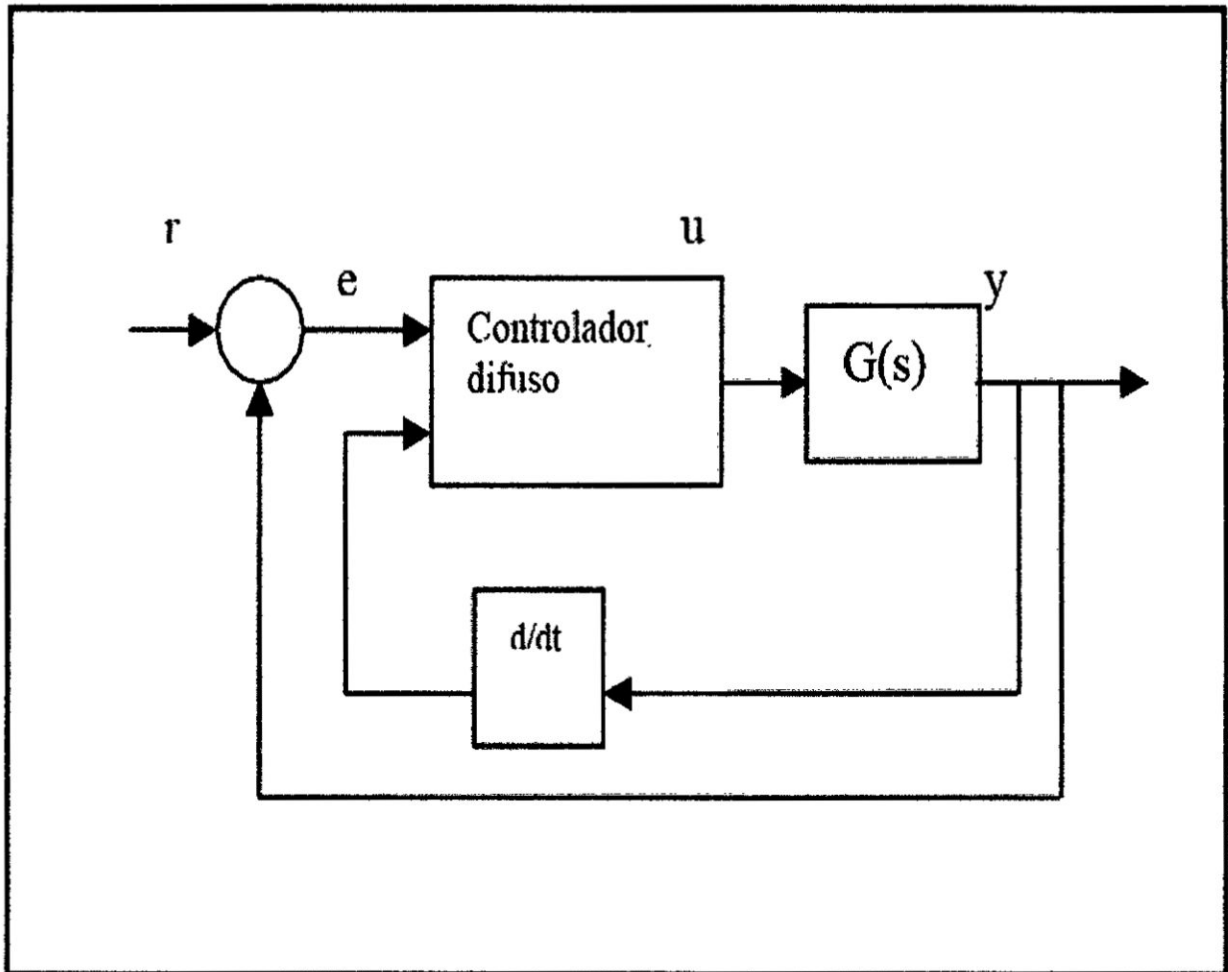 r
e
u
y
Controlador
difuso
G(s)
d/dt